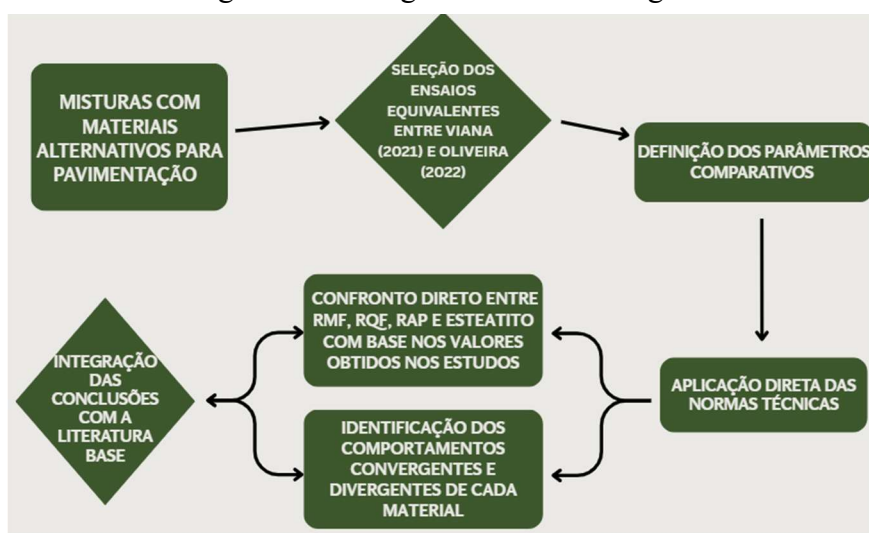 MISTURAS COM
MATERIAIS
ALTERNATIVOS PARA
PAVIMENTAÇÃO
SELEÇÃO DOS
ENSAIOS
EQUIVALENTES
ENTRE VIANA
(2021) E OLIVEIRA
(2022)
DEFINIÇÃO DOS PARÂMETROS
COMPARATIVOS
APLICAÇÃO DIRETA DAS
NORMAS TÉCNICAS
CONFRONTO DIRETO ENTRE
RMF, RQF, RAP E ESTEATITO
COM BASE NOS VALORES
OBTIDOS NOS ESTUDOS
IDENTIFICAÇÃO DOS
COMPORTAMENTOS
CONVERGENTES E
DIVERGENTES DE CADA
MATERIAL
INTEGRAÇÃO
DAS
CONCLUSÕES
COM A
LITERATURA
BASE